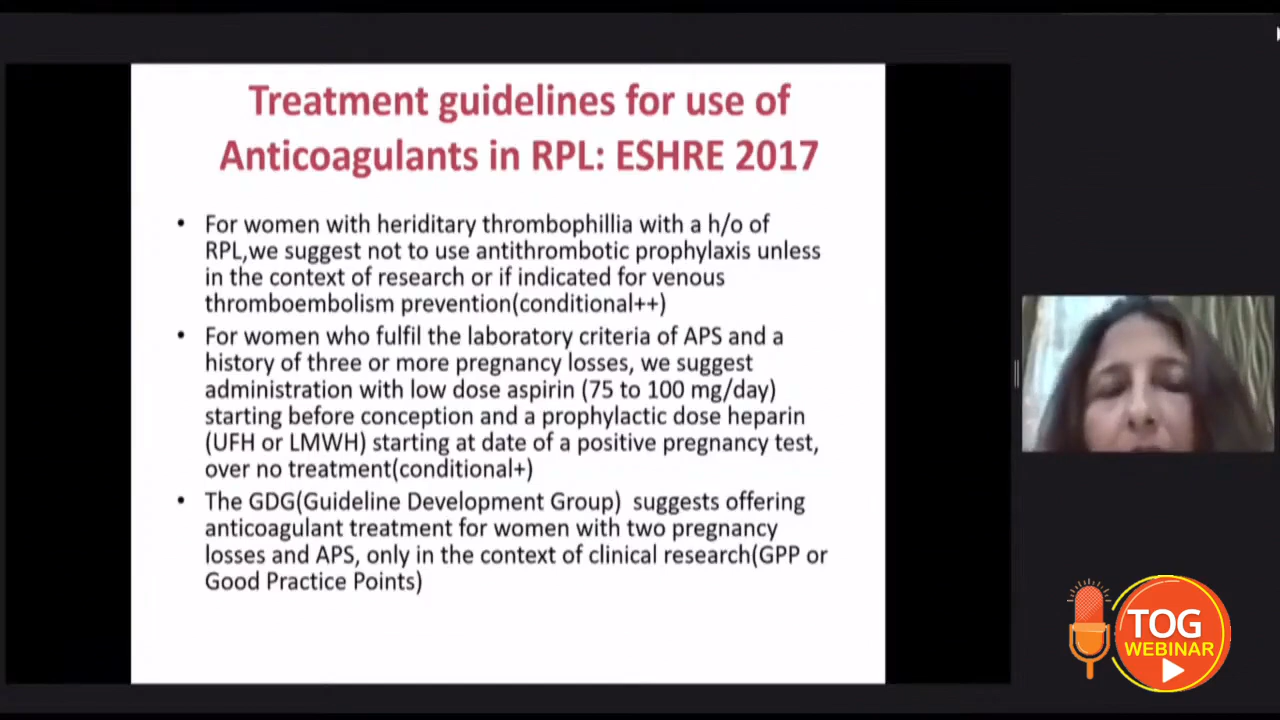 Treatment guidelines for use of
Anticoagulants in RPL: ESHRE 2017
• For women with heriditary thrombophillia with a h/o of
RPL,we suggest not to use antithrombotic prophylaxis unless
in the context of research or if indicated for venous
thromboembolism prevention(conditional++)
• For women who fulfil the laboratory criteria of APS and a
history of three or more pregnancy losses, we suggest
administration with low dose aspirin (75 to 100 mg/day)
starting before conception and a prophylactic dose heparin
(UFH or LMWH) starting at date of a positive pregnancy test,
over no treatment(conditional+)
• The GDG(Guideline Development Group) suggests offering
anticoagulant treatment for women with two pregnancy
losses and APS, only in the context of clinical research(GPP or
Good Practice Points)
TOG
WEBINAR